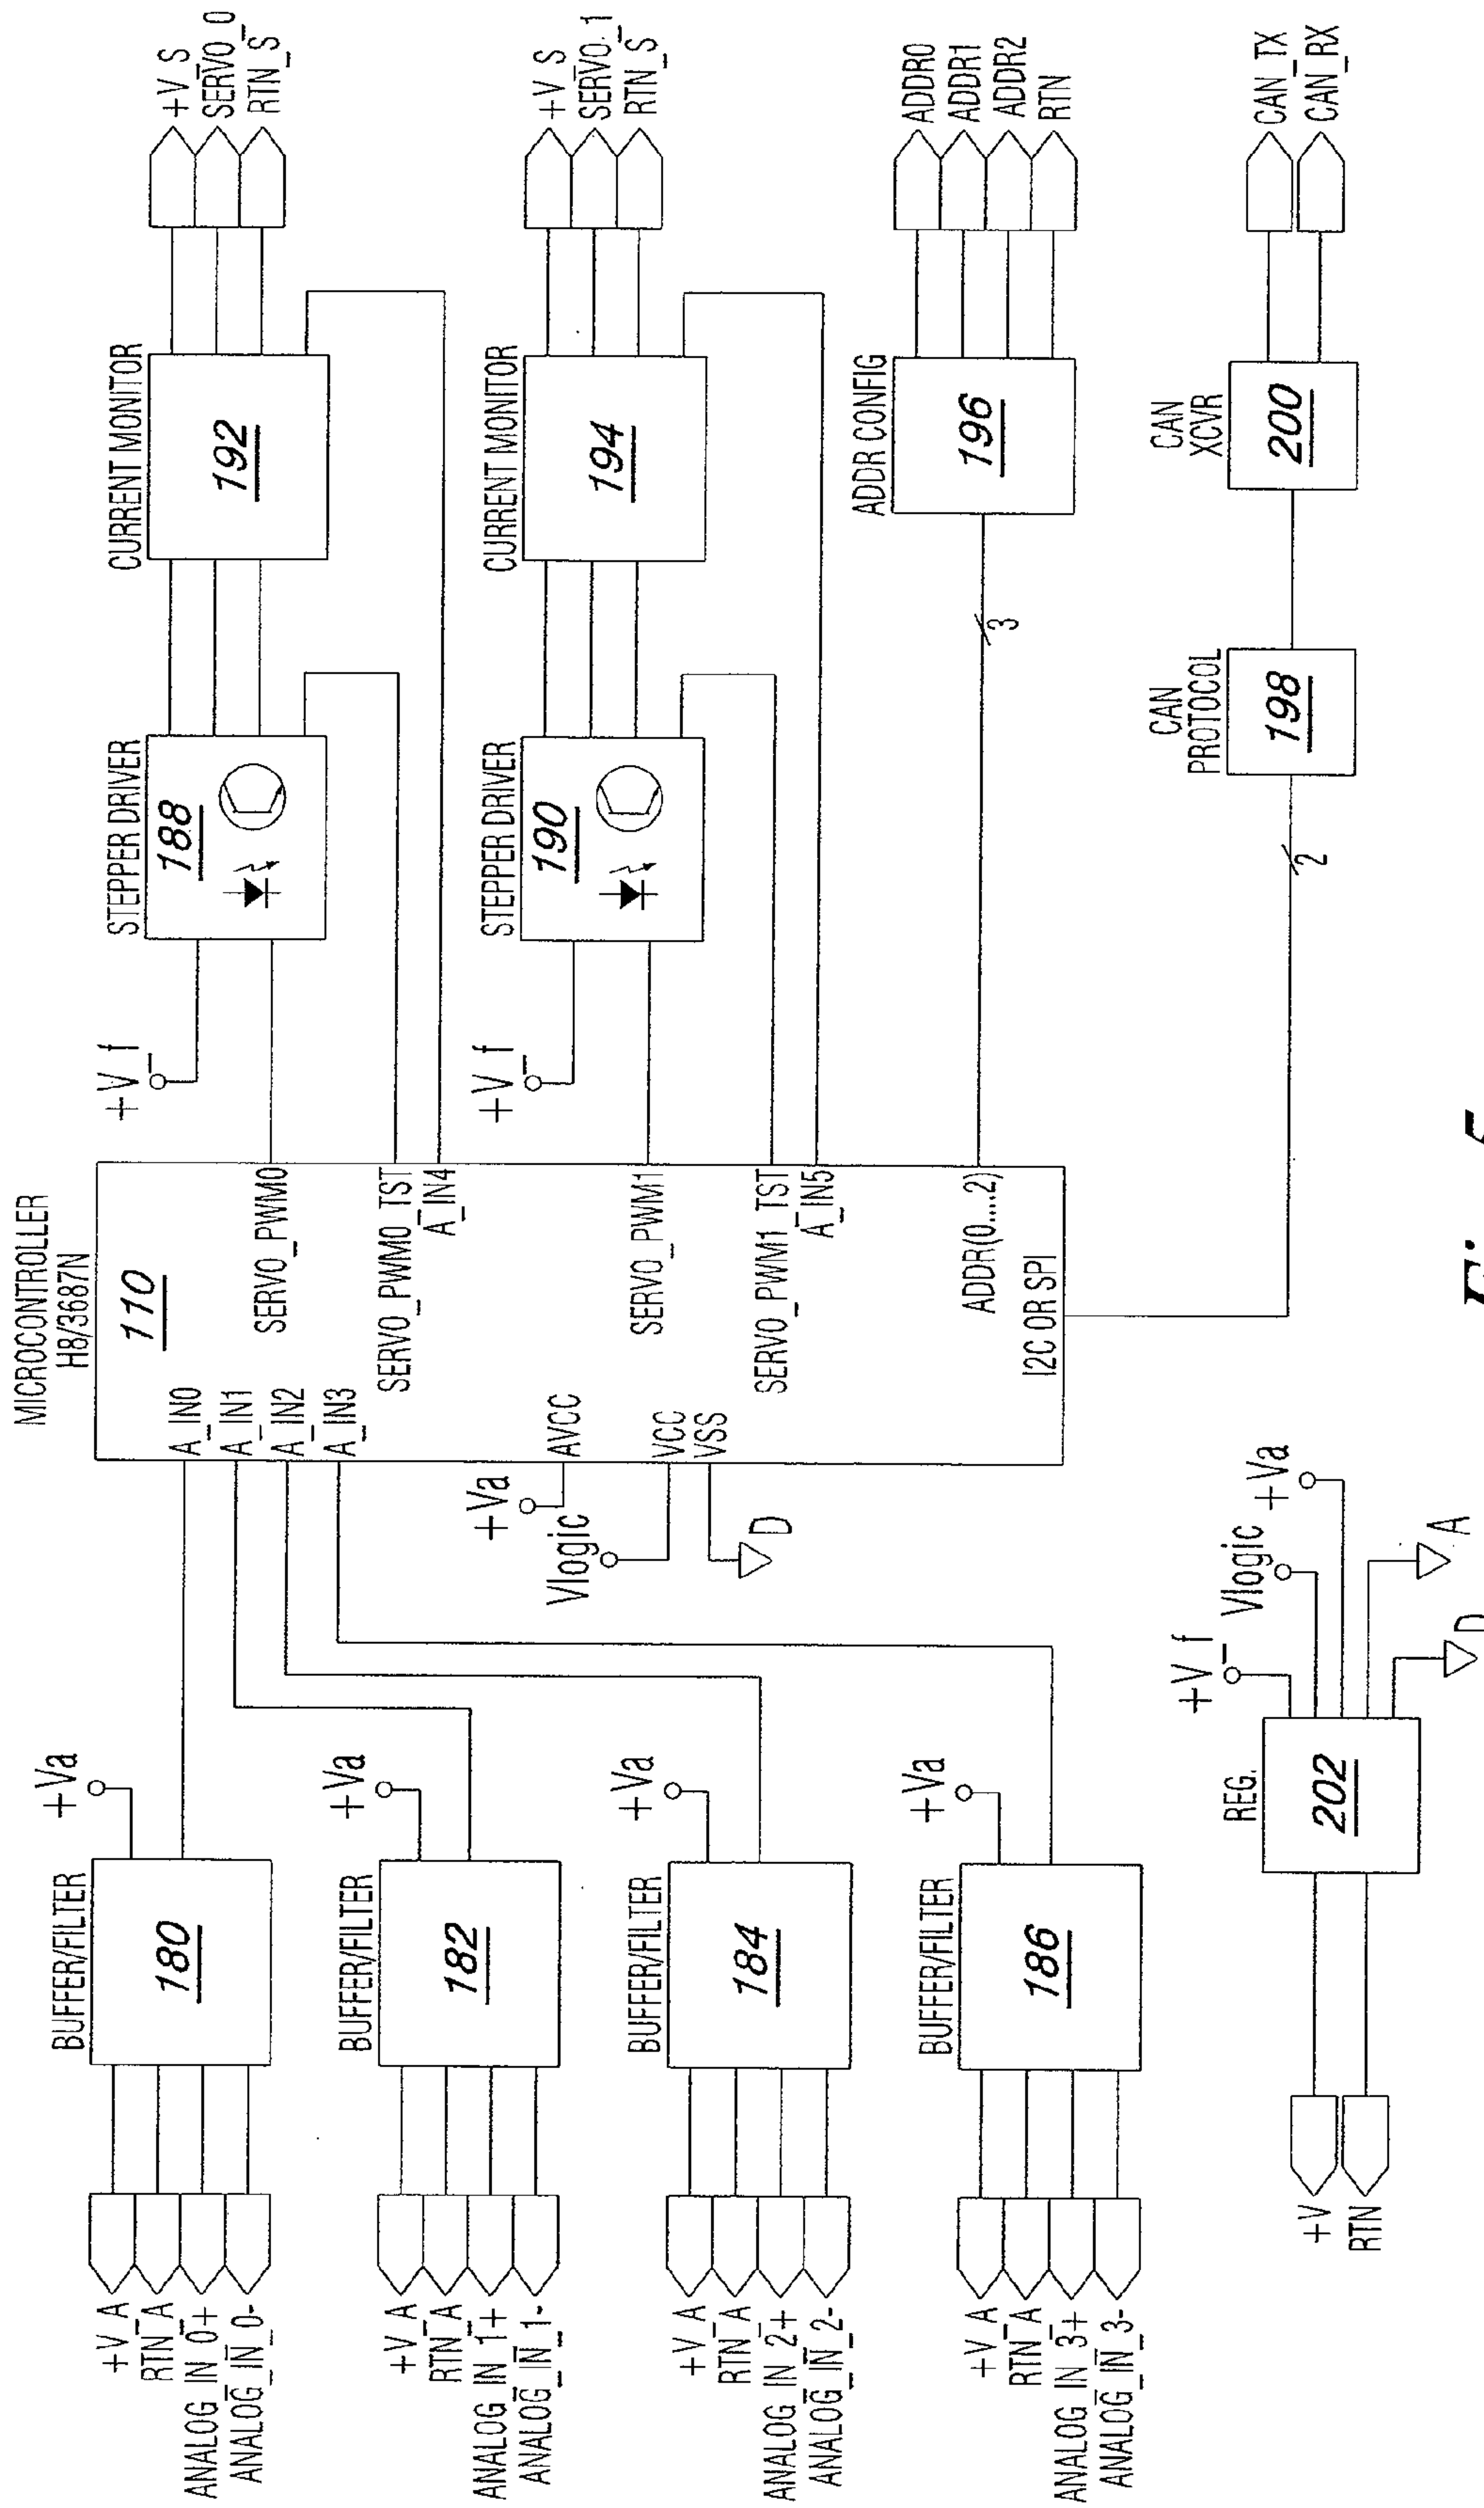 MICROCONTROLLER
H8/3687N
110
A_IN0
A_IN1
A_IN2
A_IN3
AVCC
VCC
VSS
SERVO_PWM0
SERVO_PWM0_TST
A_IN4
SERVO_PWM1
SERVO_PWM1_TST
A_IN5
ADDR(0....2)
I2C OR SPI
+Va
Vlogic
D
+V_A
RTN_A
ANALOG_IN_0+
ANALOG_IN_0-
BUFFER/FILTER
180
+Va
+V_A
RTN_A
ANALOG_IN_1+
ANALOG_IN_1-
BUFFER/FILTER
182
+Va
+V_A
RTN_A
ANALOG_IN_2+
ANALOG_IN_2-
BUFFER/FILTER
184
+Va
+V_A
RTN_A
ANALOG_IN_3+
ANALOG_IN_3-
BUFFER/FILTER
186
+Va
+V
RTN
REG.
202
+V_f
Vlogic
+Va
A
D
+V_f
STEPPER DRIVER
188
CURRENT MONITOR
192
+V_S
SERVO_0
RTN_S
+V_f
STEPPER DRIVER
190
CURRENT MONITOR
194
+V_S
SERVO_1
RTN_S
3
ADDR CONFIG
196
ADDR0
ADDR1
ADDR2
RTN
2
CAN
PROTOCOL
198
CAN
XCVR
200
CAN_TX
CAN_RX